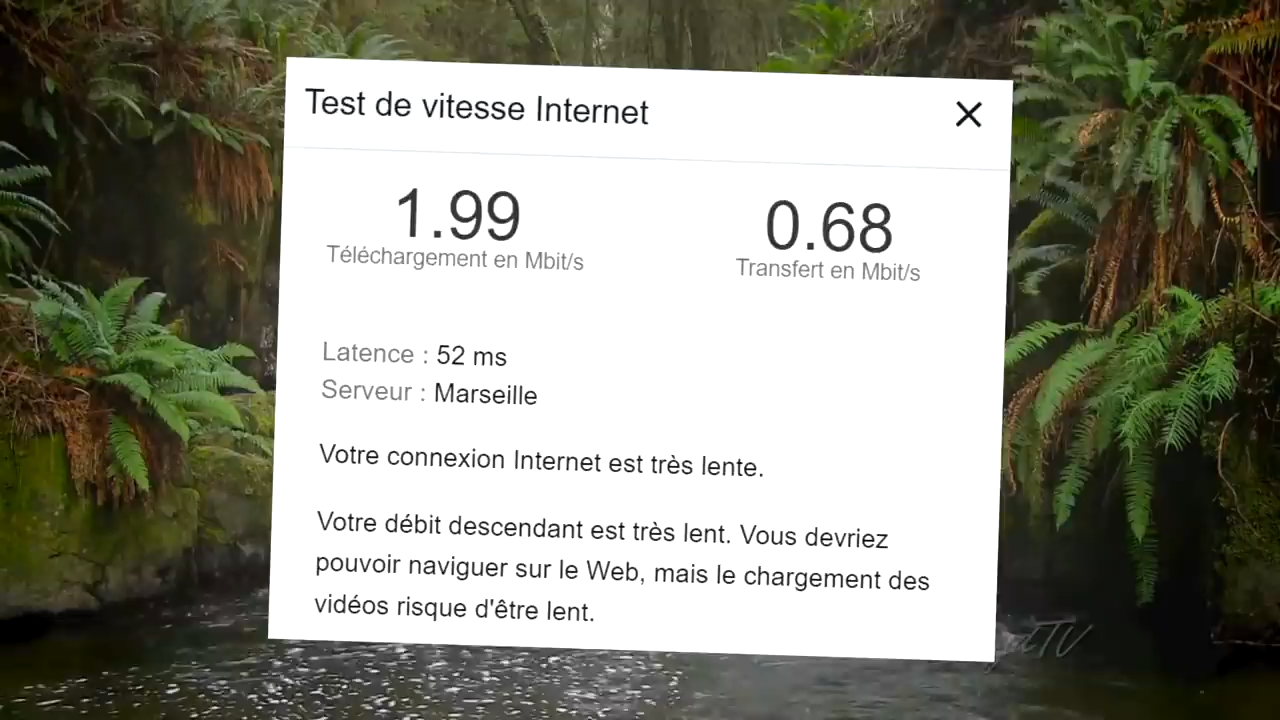 Test de vitesse Internet
1.99
Téléchargement en Mbit/s
0.68
Transfert en Mbit/s
Latence : 52 ms
Serveur : Marseille
Votre connexion Internet est très lente.
Votre débit descendant est très lent. Vous devriez
pouvoir naviguer sur le Web, mais le chargement des
vidéos risque d'être lent.
TV